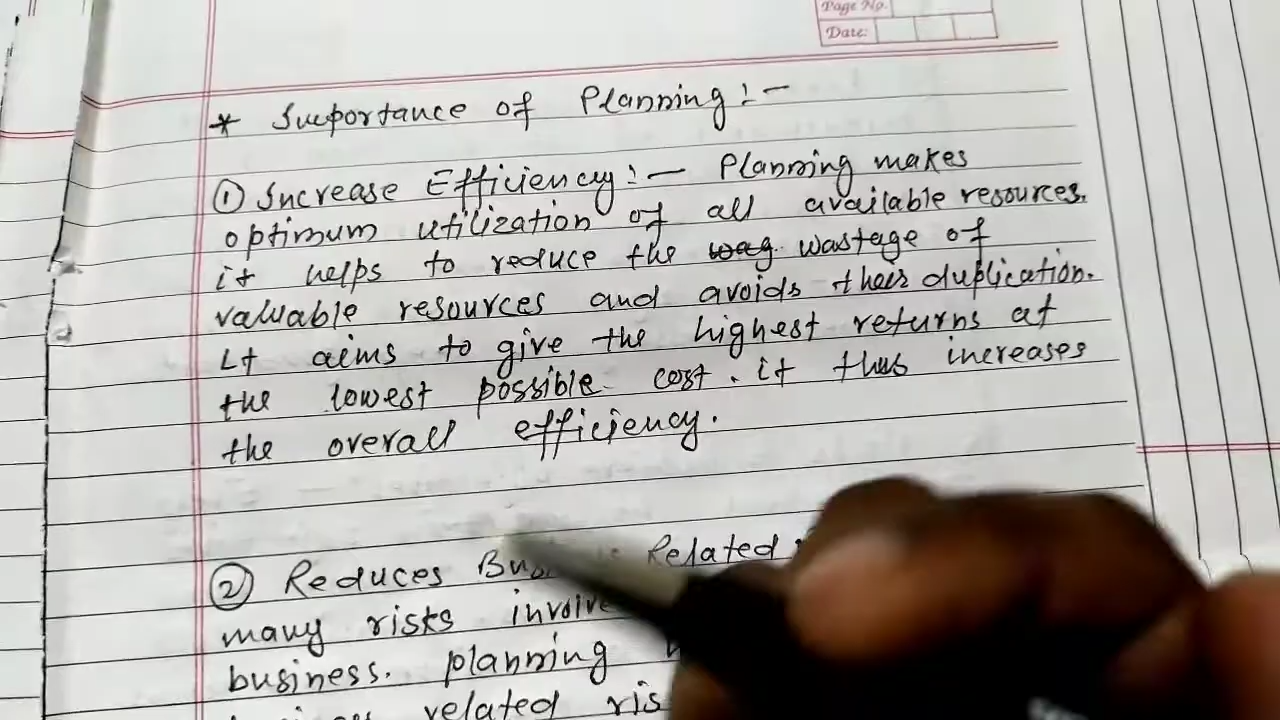 Page No.
Date:
* Importance of Planning :-
① Increase Efficiency :- Planning makes
optimum utilization of all available resources.
it helps to reduce the wastage of
valuable resources and avoids their duplication.
It aims to give the highest returns at
the lowest possible cost. it thus increases
the overall efficiency.
② Reduces Related
many risks
business. planning
related